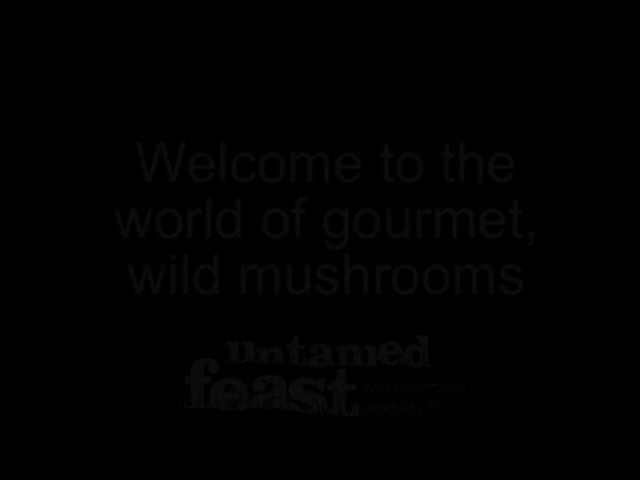 Welcome to the
world of gourmet,
wild mushrooms
untamed
feast
wild mushroom
products